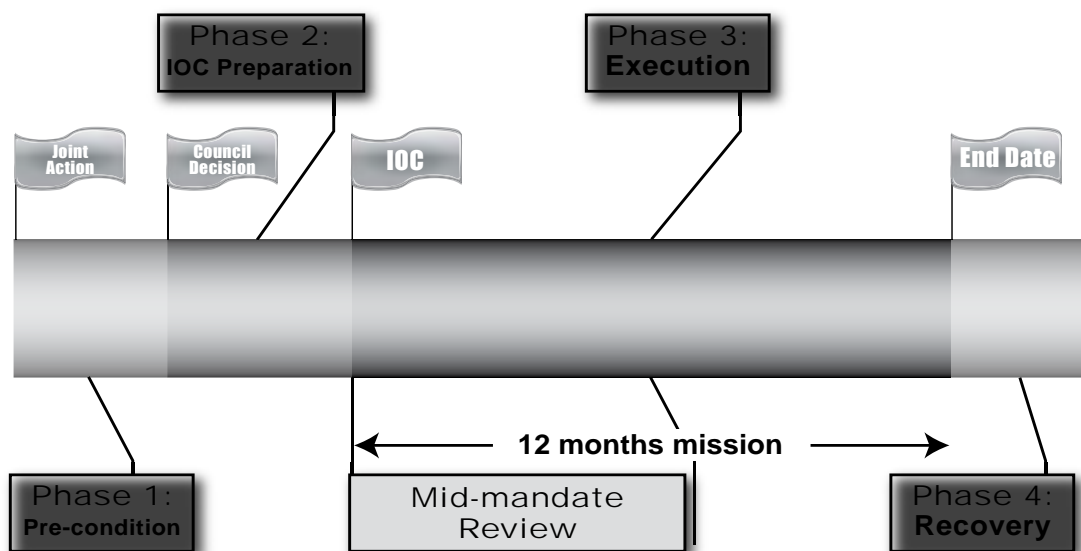 Phase 2:
IOC Preparation
Phase 3:
Execution
Joint
Action
Council
Decision
IOC
End Date
12 months mission
Phase 1:
Pre-condition
Mid-mandate
Review
Phase 4:
Recovery